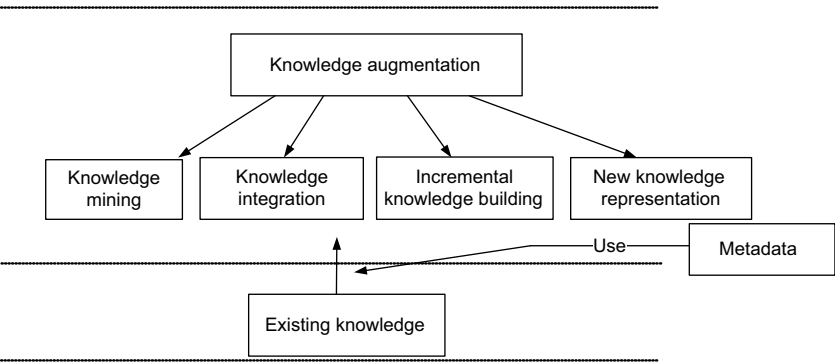 Knowledge augmentation
Knowledge
mining
Knowledge
integration
Incremental
knowledge building
New knowledge
representation
Use
Metadata
Existing knowledge